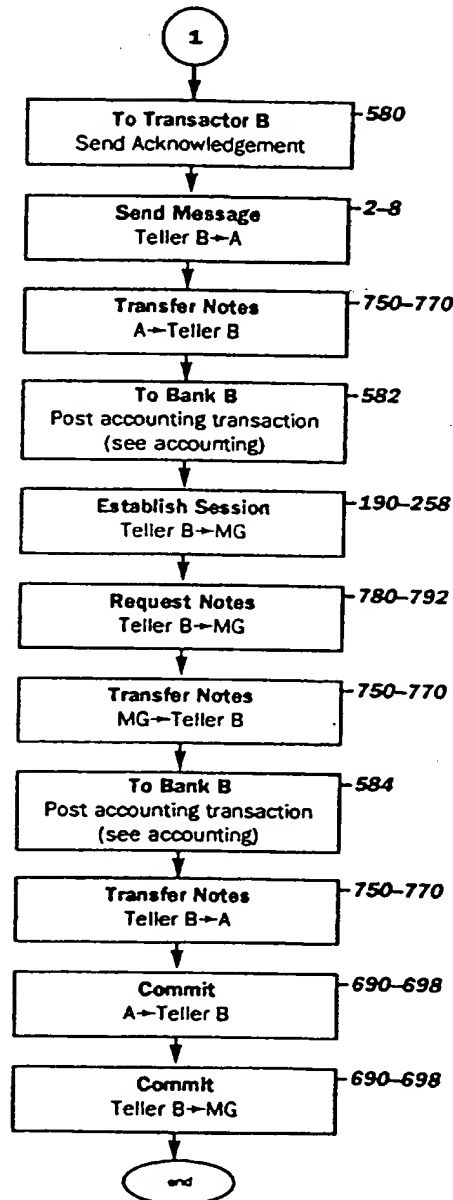 1
To Transactor B
Send Acknowledgement
580
Send Message
Teller B→A
2–8
Transfer Notes
A→Teller B
750–770
To Bank B
Post accounting transaction
(see accounting)
582
Establish Session
Teller B→MG
190–258
Request Notes
Teller B→MG
780–792
Transfer Notes
MG→Teller B
750–770
To Bank B
Post accounting transaction
(see accounting)
584
Transfer Notes
Teller B→A
750–770
Commit
A→Teller B
690–698
Commit
Teller B→MG
690–698
end